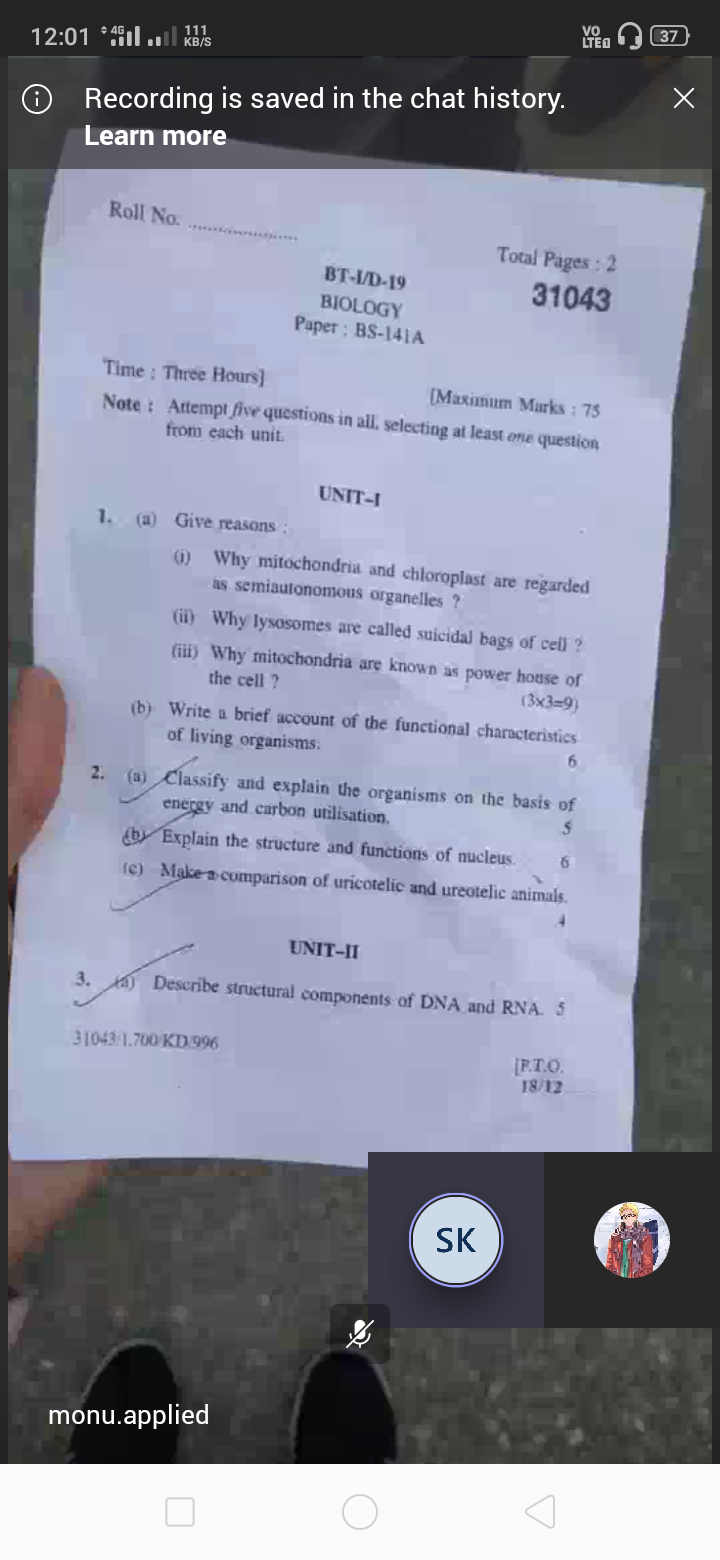 12:01 4G 111 KB/S VO LTE 37
Recording is saved in the chat history.
Learn more
Roll No. .....................
Total Pages : 2
BT-I/D-19
31043
BIOLOGY
Paper : BS-141A
Time : Three Hours]
[Maximum Marks : 75
Note : Attempt five questions in all, selecting at least one question
from each unit.
UNIT–I
1. (a) Give reasons :
(i) Why mitochondria and chloroplast are regarded
as semiautonomous organelles ?
(ii) Why lysosomes are called suicidal bags of cell ?
(iii) Why mitochondria are known as power house of
the cell ? (3x3=9)
(b) Write a brief account of the functional characteristics
of living organisms. 6
2. (a) Classify and explain the organisms on the basis of
energy and carbon utilisation. 5
(b) Explain the structure and functions of nucleus. 6
(c) Make a comparison of uricotelic and ureotelic animals.
4
UNIT–II
3. (a) Describe structural components of DNA and RNA. 5
31043/1,700/KD/996
[P.T.O.
18/12
SK
monu.applied